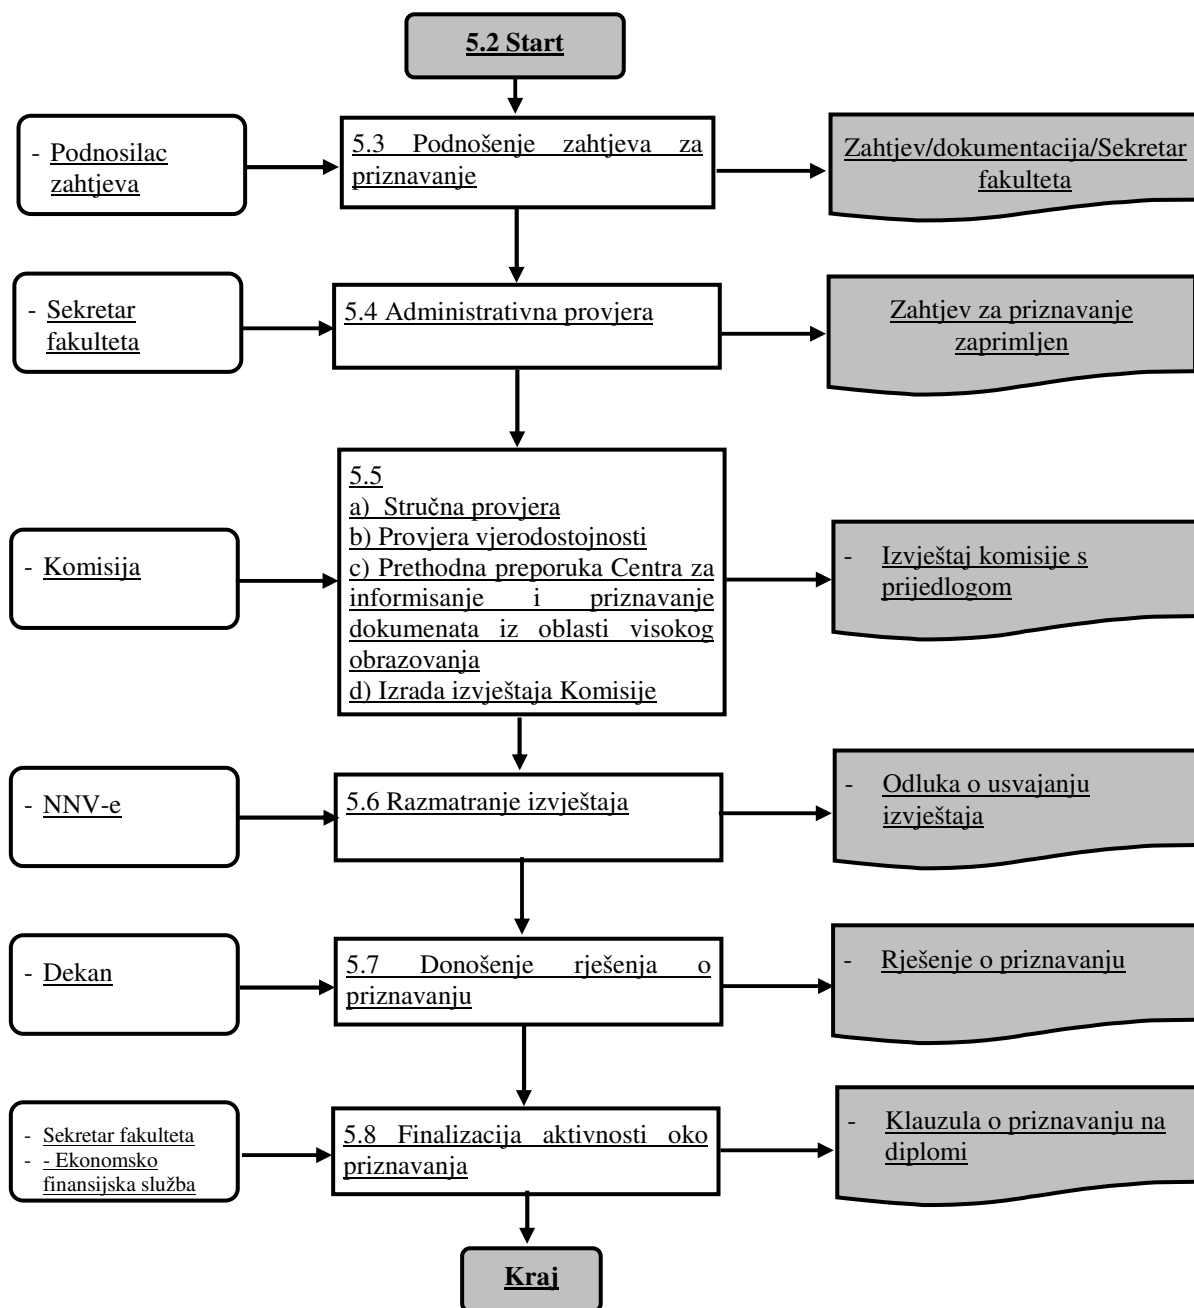 5.2 Start
- Podnosilac
zahtjeva
5.3 Podnošenje zahtjeva za
priznavanje
Zahtjev/dokumentacija/Sekretar
fakulteta
- Sekretar
fakulteta
5.4 Administrativna provjera
Zahtjev za priznavanje
zaprimljen
- Komisija
5.5
a) Stručna provjera
b) Provjera vjerodostojnosti
c) Prethodna preporuka Centra za
informisanje i priznavanje
dokumenata iz oblasti visokog
obrazovanja
d) Izrada izvještaja Komisije
- Izvještaj komisije s
prijedlogom
- NNV-e
5.6 Razmatranje izvještaja
- Odluka o usvajanju
izvještaja
- Dekan
5.7 Donošenje rješenja o
priznavanju
- Rješenje o priznavanju
- Sekretar fakulteta
- - Ekonomsko
finansijska služba
5.8 Finalizacija aktivnosti oko
priznavanja
- Klauzula o priznavanju na
diplomi
Kraj